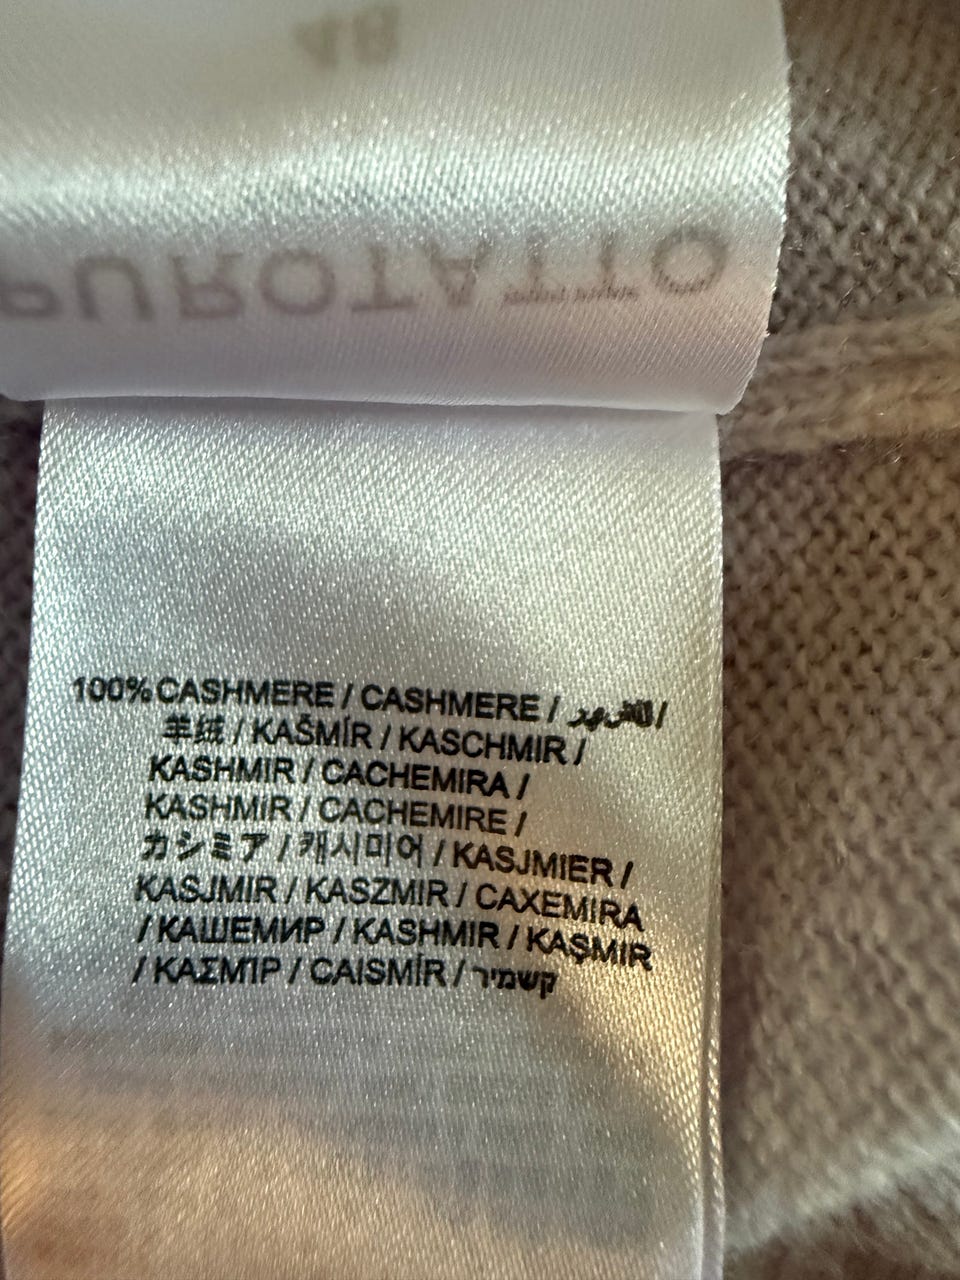 48
PUROTATTO
100% CASHMERE / CASHMERE / /
羊绒 / KAŠMÍR / KASCHMIR /
KASHMIR / CACHEMIRA /
KASHMIR / CACHEMIRE /
カシミア / 캐시미어 / KASJMIER /
KASJMIR / KASZMIR / CAXEMIRA
/ КАШЕМИР / KASHMIR / KAŞMIR
/ ΚΑΣΜΙΡ / CAISMÍR / קשמיר